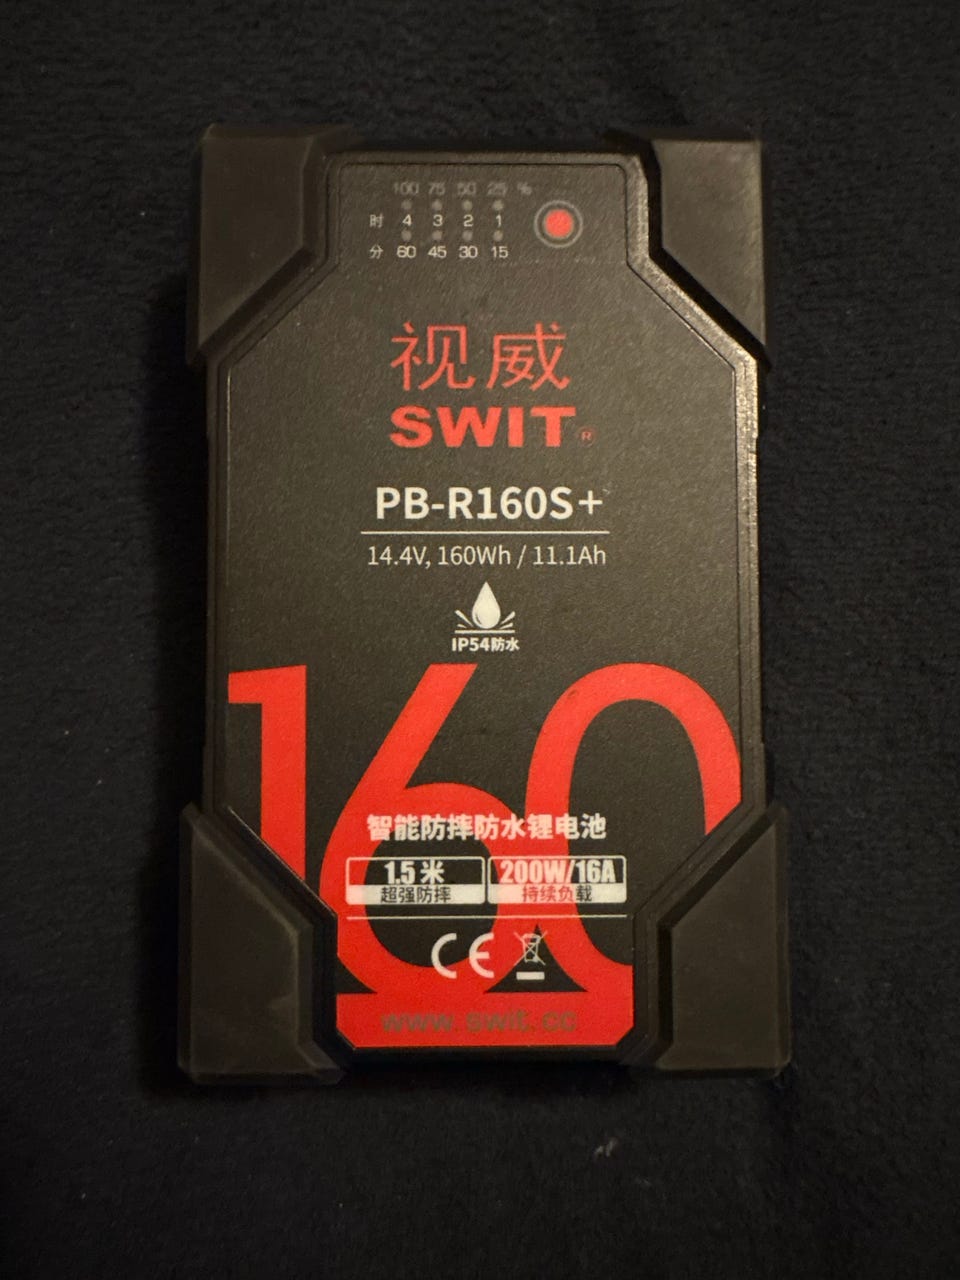 100 75 50 25 %
时 4 3 2 1
分 60 45 30 15
视威
SWIT®
PB-R160S+
14.4V, 160Wh / 11.1Ah
IP54防水
160
智能防摔防水锂电池
1.5 米 200W/16A
超强防摔 持续负载
CE
www.swit.cc